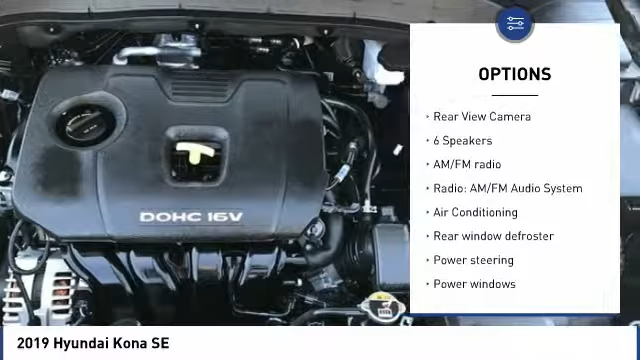 OPTIONS
Rear View Camera
6 Speakers
AM/FM radio
Radio: AM/FM Audio System
Air Conditioning
Rear window defroster
Power steering
Power windows
DOHC 16V
2019 Hyundai Kona SE